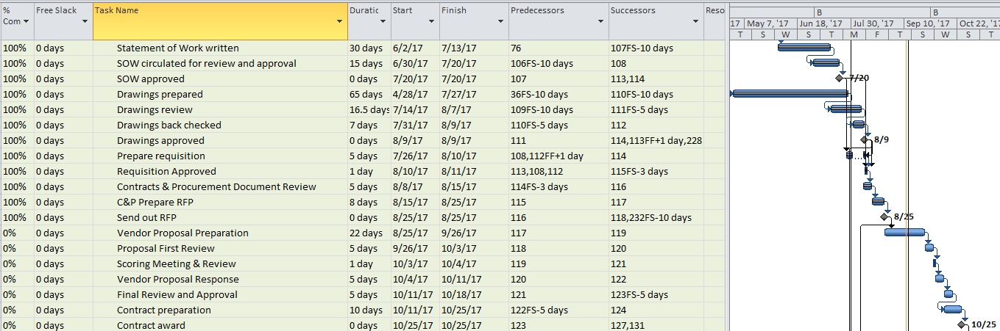 % Com Free Slack Task Name Duratic Start Finish Predecessors Successors Reso
B B
17 May 7, '17 Jun 18, '17 Jul 30, '17 Sep 10, '17 Oct 22, '17
T S W S T M F T S W S T
100% 0 days Statement of Work written 30 days 6/2/17 7/13/17 76 107FS-10 days
100% 0 days SOW circulated for review and approval 15 days 6/30/17 7/20/17 106FS-10 days 108
100% 0 days SOW approved 0 days 7/20/17 7/20/17 107 113,114 7/20
100% 0 days Drawings prepared 65 days 4/28/17 7/27/17 36FS-10 days 110FS-10 days
100% 0 days Drawings review 16.5 days 7/14/17 8/7/17 109FS-10 days 111FS-5 days
100% 0 days Drawings back checked 7 days 7/31/17 8/9/17 110FS-5 days 112
100% 0 days Drawings approved 0 days 8/9/17 8/9/17 111 114,113FF+1 day,228 8/9
100% 0 days Prepare requisition 5 days 7/26/17 8/10/17 108,112FF+1 day 114
100% 0 days Requisition Approved 1 day 8/10/17 8/11/17 113,108,112 115FS-3 days
100% 0 days Contracts & Procurement Document Review 5 days 8/8/17 8/15/17 114FS-3 days 116
100% 0 days C&P Prepare RFP 8 days 8/15/17 8/25/17 115 117
100% 0 days Send out RFP 0 days 8/25/17 8/25/17 116 118,232FS-10 days 8/25
0% 0 days Vendor Proposal Preparation 22 days 8/25/17 9/26/17 117 119
0% 0 days Proposal First Review 5 days 9/26/17 10/3/17 118 120
0% 0 days Scoring Meeting & Review 1 day 10/3/17 10/4/17 119 121
0% 0 days Vendor Proposal Response 5 days 10/4/17 10/11/17 120 122
0% 0 days Final Review and Approval 5 days 10/11/17 10/18/17 121 123FS-5 days
0% 0 days Contract preparation 10 days 10/11/17 10/25/17 122FS-5 days 124
0% 0 days Contract award 0 days 10/25/17 10/25/17 123 127,131 10/25